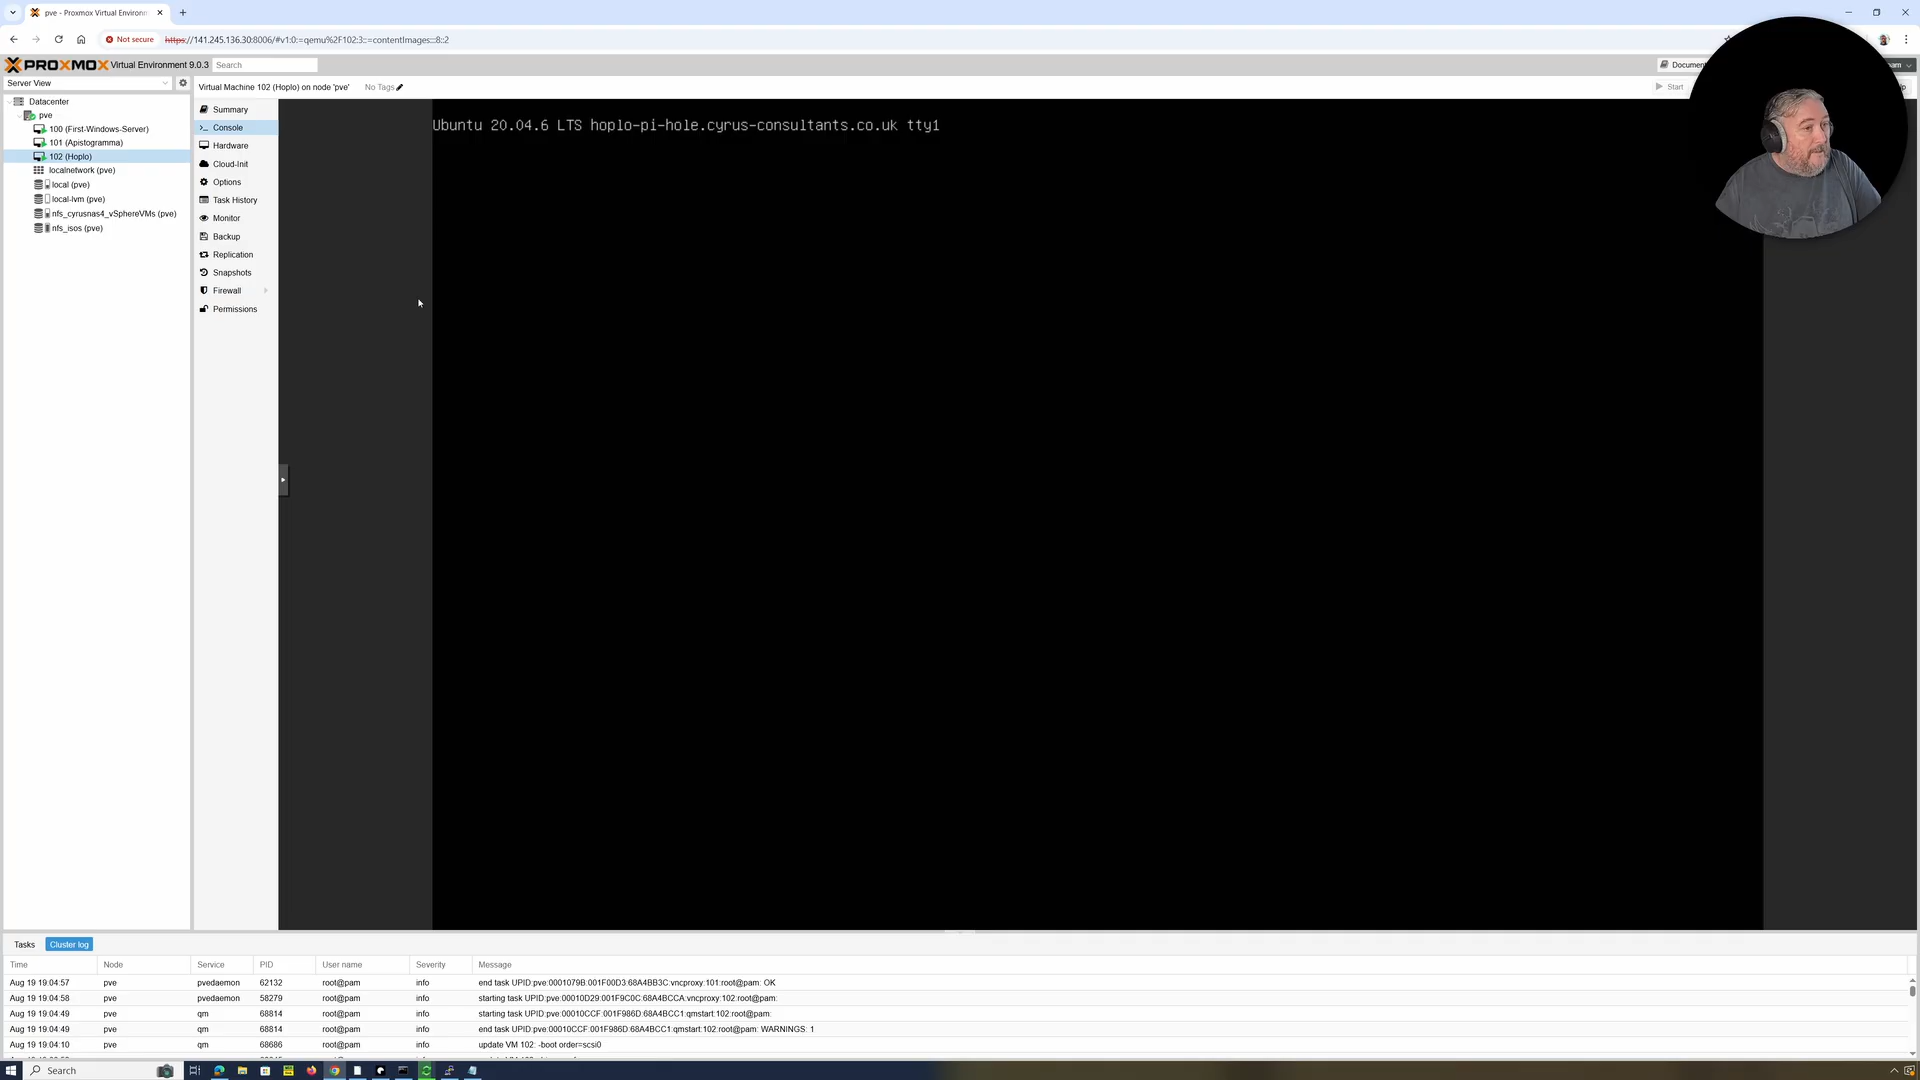 pve - Proxmox Virtual Environm
Not secure
https://141.245.136.30:8006/#v1:0:=qemu%2F102:3::=contentImages:::8::2
PROXMOX Virtual Environment 9.0.3
Search
Documen
Server View
Virtual Machine 102 (Hoplo) on node 'pve'
No Tags
Start
Datacenter
pve
100 (First-Windows-Server)
101 (Apistogramma)
102 (Hoplo)
localnetwork (pve)
local (pve)
local-lvm (pve)
nfs_cyrusnas4_vSphereVMs (pve)
nfs_isos (pve)
Summary
Console
Hardware
Cloud-Init
Options
Task History
Monitor
Backup
Replication
Snapshots
Firewall
Permissions
Ubuntu 20.04.6 LTS hoplo-pi-hole.cyrus-consultants.co.uk tty1
Tasks
Cluster log
Time Node Service PID User name Severity Message
Aug 19 19:04:57 pve pvedaemon 62132 root@pam info end task UPID:pve:0001079B:001F00D3:68A4BB3C:vncproxy:101:root@pam: OK
Aug 19 19:04:58 pve pvedaemon 58279 root@pam info starting task UPID:pve:00010D29:001F9C0C:68A4BCCA:vncproxy:102:root@pam:
Aug 19 19:04:49 pve qm 68814 root@pam info starting task UPID:pve:00010CCF:001F986D:68A4BCC1:qmstart:102:root@pam:
Aug 19 19:04:49 pve qm 68814 root@pam info end task UPID:pve:00010CCF:001F986D:68A4BCC1:qmstart:102:root@pam: WARNINGS: 1
Aug 19 19:04:10 pve qm 68686 root@pam info update VM 102: -boot order=scsi0
Search